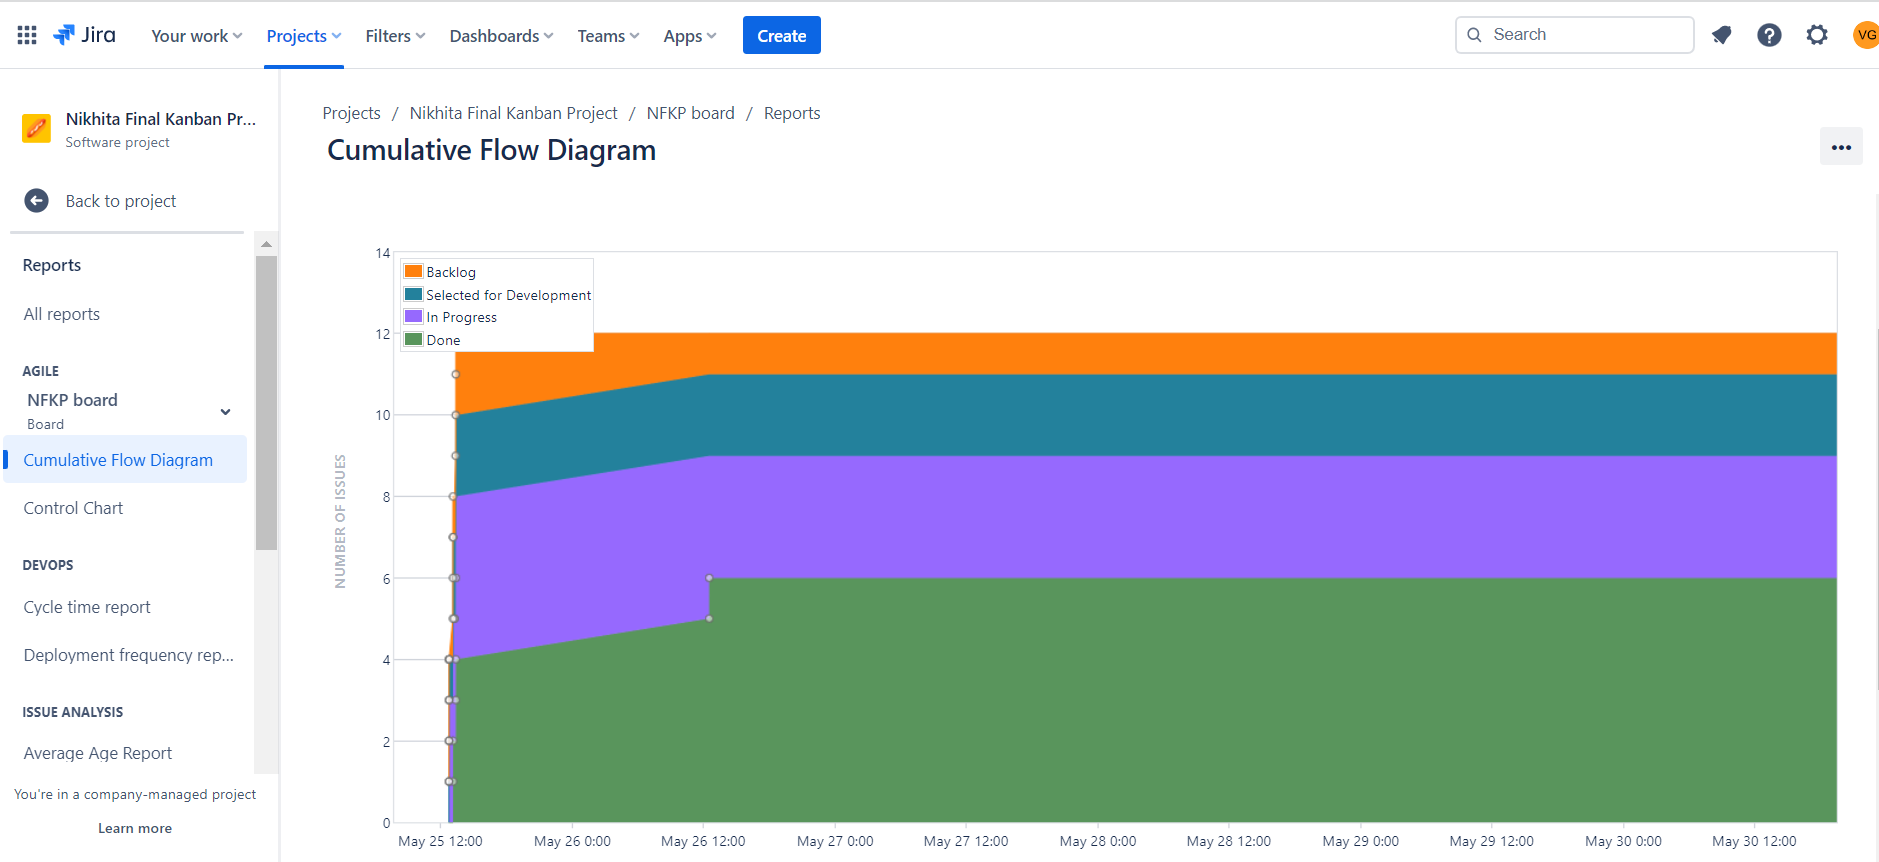 Jira
Your work
Projects
Filters
Dashboards
Teams
Apps
Create
Search
VG
Nikhita Final Kanban Pr...
Software project
Back to project
Reports
All reports
AGILE
NFKP board
Board
Cumulative Flow Diagram
Control Chart
DEVOPS
Cycle time report
Deployment frequency rep...
ISSUE ANALYSIS
Average Age Report
You're in a company-managed project
Learn more
Projects / Nikhita Final Kanban Project / NFKP board / Reports
Cumulative Flow Diagram
NUMBER OF ISSUES
14
12
10
8
6
4
2
0
Backlog
Selected for Development
In Progress
Done
May 25 12:00
May 26 0:00
May 26 12:00
May 27 0:00
May 27 12:00
May 28 0:00
May 28 12:00
May 29 0:00
May 29 12:00
May 30 0:00
May 30 12:00